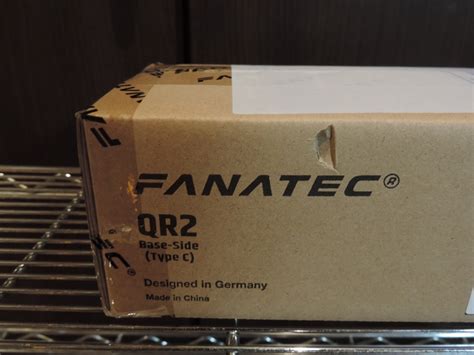 FANATEC®
QR2
Base-Side
(Type C)
Designed in Germany
Made in China